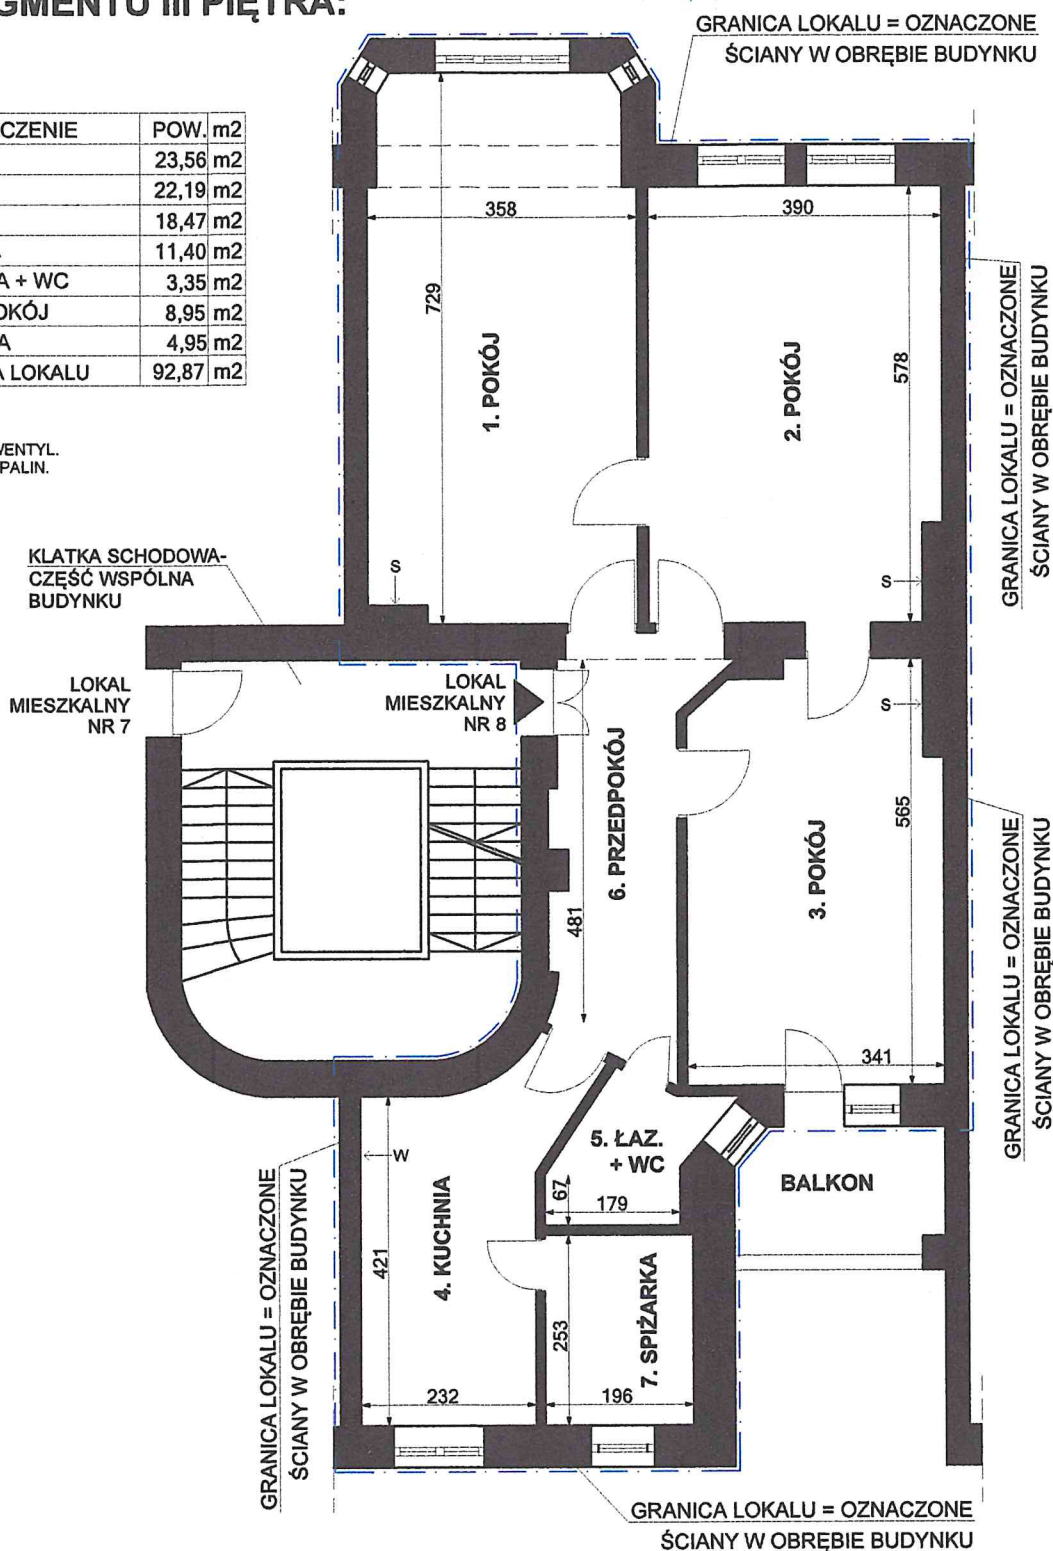 GMENTU III PIĘTRA:
GRANICA LOKALU = OZNACZONE
ŚCIANY W OBRĘBIE BUDYNKU
CZENIE POW. m2
23,56 m2
22,19 m2
18,47 m2
11,40 m2
A + WC 3,35 m2
OKÓJ 8,95 m2
A 4,95 m2
A LOKALU 92,87 m2
WENTYL.
PALIN.
KLATKA SCHODOWA-
CZĘŚĆ WSPÓLNA
BUDYNKU
LOKAL
MIESZKALNY
NR 7
LOKAL
MIESZKALNY
NR 8
358
729
1. POKÓJ
S
390
578
2. POKÓJ
S
GRANICA LOKALU = OZNACZONE
ŚCIANY W OBRĘBIE BUDYNKU
S
565
3. POKÓJ
341
6. PRZEDPOKÓJ
481
GRANICA LOKALU = OZNACZONE
ŚCIANY W OBRĘBIE BUDYNKU
5. ŁAZ.
+ WC
67
179
BALKON
W
421
4. KUCHNIA
232
253
7. SPIŻARKA
196
GRANICA LOKALU = OZNACZONE
ŚCIANY W OBRĘBIE BUDYNKU
GRANICA LOKALU = OZNACZONE
ŚCIANY W OBRĘBIE BUDYNKU